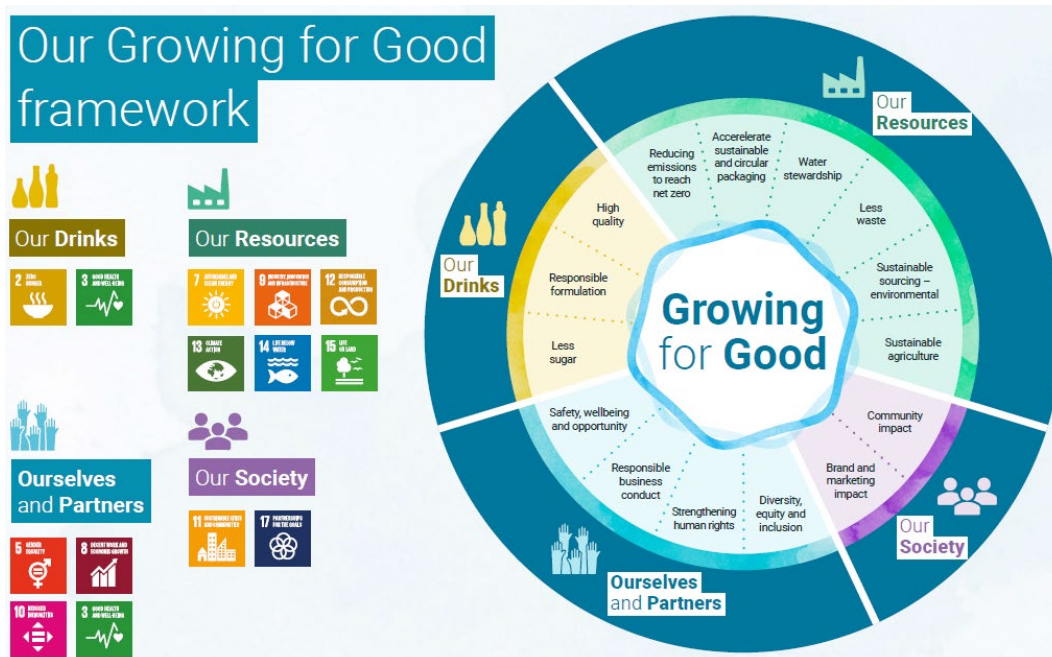 Our Growing for Good
framework
Our Drinks
2 ZERO
HUNGER
3 GOOD HEALTH
AND WELL-BEING
Our Resources
7 AFFORDABLE AND
CLEAN ENERGY
9 INDUSTRY, INNOVATION
AND INFRASTRUCTURE
12 RESPONSIBLE
CONSUMPTION
AND PRODUCTION
13 CLIMATE
ACTION
14 LIFE BELOW
WATER
15 LIFE
ON LAND
Ourselves
and Partners
5 GENDER
EQUALITY
8 DECENT WORK AND
ECONOMIC GROWTH
10 REDUCED
INEQUALITIES
3 GOOD HEALTH
AND WELL-BEING
Our Society
11 SUSTAINABLE CITIES
AND COMMUNITIES
17 PARTNERSHIPS
FOR THE GOALS
Our
Resources
Reducing
emissions
to reach
net zero
Accerelerate
sustainable
and circular
packaging
Water
stewardship
Less
waste
Sustainable
sourcing –
environmental
Sustainable
agriculture
Our
Drinks
High
quality
Responsible
formulation
Less
sugar
Growing
for Good
Safety, wellbeing
and opportunity
Responsible
business
conduct
Strengthening
human rights
Diversity,
equity and
inclusion
Ourselves
and Partners
Community
impact
Brand and
marketing
impact
Our
Society